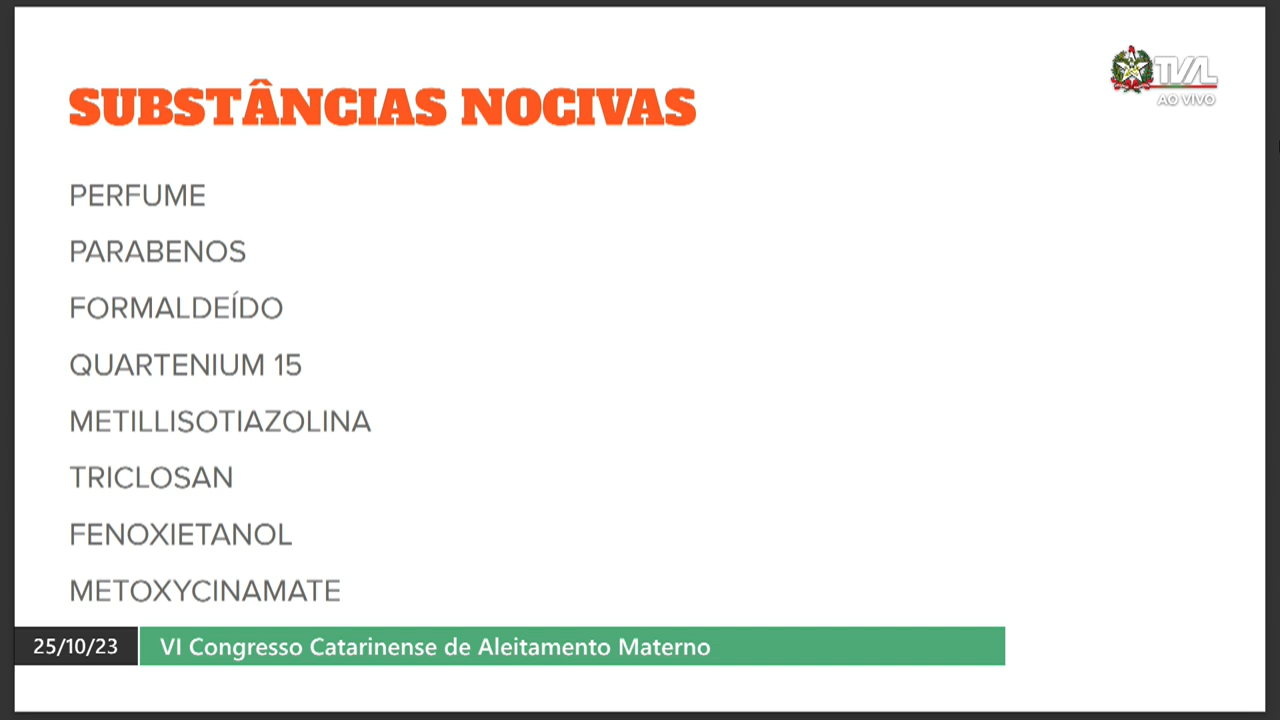 TVAL
AO VIVO
SUBSTÂNCIAS NOCIVAS
PERFUME
PARABENOS
FORMALDEÍDO
QUARTENIUM 15
METILLISOTIAZOLINA
TRICLOSAN
FENOXIETANOL
METOXYCINAMATE
25/10/23 VI Congresso Catarinense de Aleitamento Materno